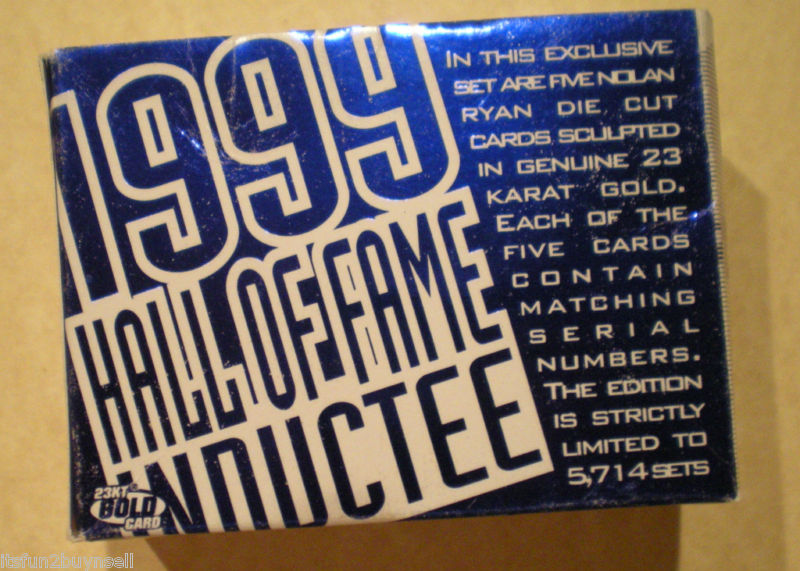 1999
HALL OF FAME
INDUCTEE
IN THIS EXCLUSIVE
SET ARE FIVE NOLAN
RYAN DIE CUT
CARDS SCULPTED
IN GENUINE 23
KARAT GOLD.
EACH OF THE
FIVE CARDS
CONTAIN
MATCHING
SERIAL
NUMBERS.
THE EDITION
IS STRICTLY
LIMITED TO
5,714 SETS
23KT®
GOLD
CARD
itsfun2buynsell